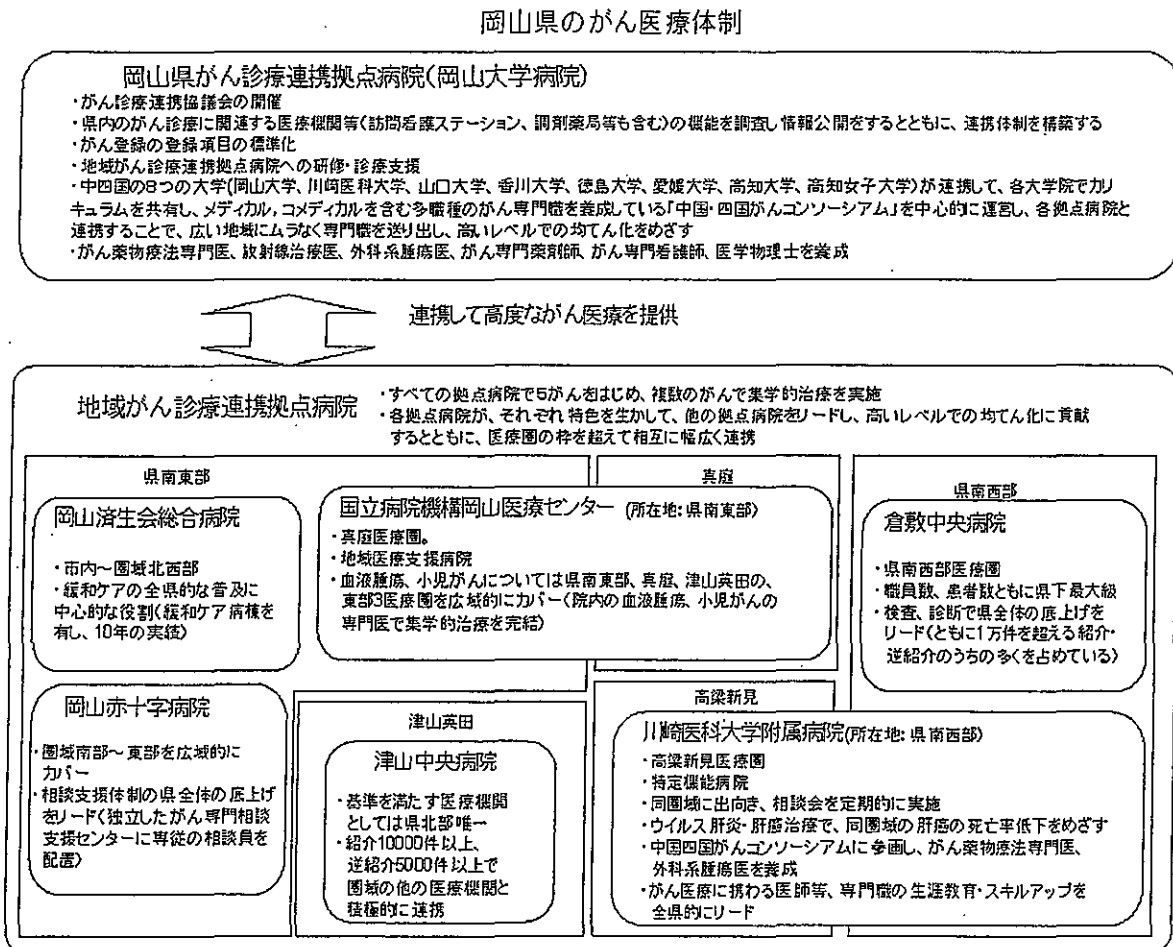 岡山県のがん医療体制
岡山県がん診療連携拠点病院(岡山大学病院)
・がん診療連携協議会の開催
・県内のがん診療に関連する医療機関等(訪問看護ステーション、調剤薬局等も含む)の機能を調査し情報公開をするとともに、連携体制を構築する
・がん登録の登録項目の標準化
・地域がん診療連携拠点病院への研修・診療支援
・中四国の8つの大学(岡山大学、川崎医科大学、山口大学、香川大学、徳島大学、愛媛大学、高知大学、高知女子大学)が連携して、各大学院でカリ
キュラムを共有し、メディカル，コメディカルを含む多職種のがん専門職を養成している「中国・四国がんコンソーシアム」を中心的に運営し、各拠点病院と
連携することで、広い地域にムラなく専門職を送り出し、高いレベルでの均てん化をめざす
・がん薬物療法専門医、放射線治療医、外科系腫瘍医、がん専門薬剤師、がん専門看護師、医学物理士を養成
連携して高度ながん医療を提供
地域がん診療連携拠点病院
・すべての拠点病院で5がんをはじめ、複数のがんで集学的治療を実施
・各拠点病院が、それぞれ特色を生かして、他の拠点病院をリードし、高いレベルでの均てん化に貢献
するとともに、医療圏の枠を超えて相互に幅広く連携
県南東部
岡山済生会総合病院
・市内～圏域北西部
・緩和ケアの全県的な普及に
中心的な役割(緩和ケア病棟を
有し、10年の実績)
岡山赤十字病院
・圏域南部～東部を広域的に
カバー
・相談支援体制の県全体の底上げ
をリード(独立したがん専門相談
支援センターに専従の相談員を
配置)
国立病院機構岡山医療センター (所在地:県南東部)
・真庭医療圏。
・地域医療支援病院
・血液腫瘍、小児がんについては県南東部、真庭、津山英田の、
東部3医療圏を広域的にカバー(院内の血液腫瘍、小児がんの
専門医で集学的治療を完結)
津山英田
津山中央病院
・基準を満たす医療機関
としては県北部唯一
・紹介10000件以上、
逆紹介5000件以上で
圏域の他の医療機関と
積極的に連携
真庭
県南西部
倉敷中央病院
・県南西部医療圏
・職員数、患者数ともに県下最大級
・検査、診断で県全体の底上げを
リード(ともに1万件を超える紹介・
逆紹介のうちの多くを占めている)
高梁新見
川崎医科大学附属病院(所在地:県南西部)
・高梁新見医療圏
・特定機能病院
・同圏域に出向き、相談会を定期的に実施
・ウイルス肝炎・肝癌治療で、同圏域の肝癌の死亡率低下をめざす
・中国四国がんコンソーシアムに参画し、がん薬物療法専門医、
外科系腫瘍医を養成
・がん医療に携わる医師等、専門職の生涯教育・スキルアップを
全県的にリード